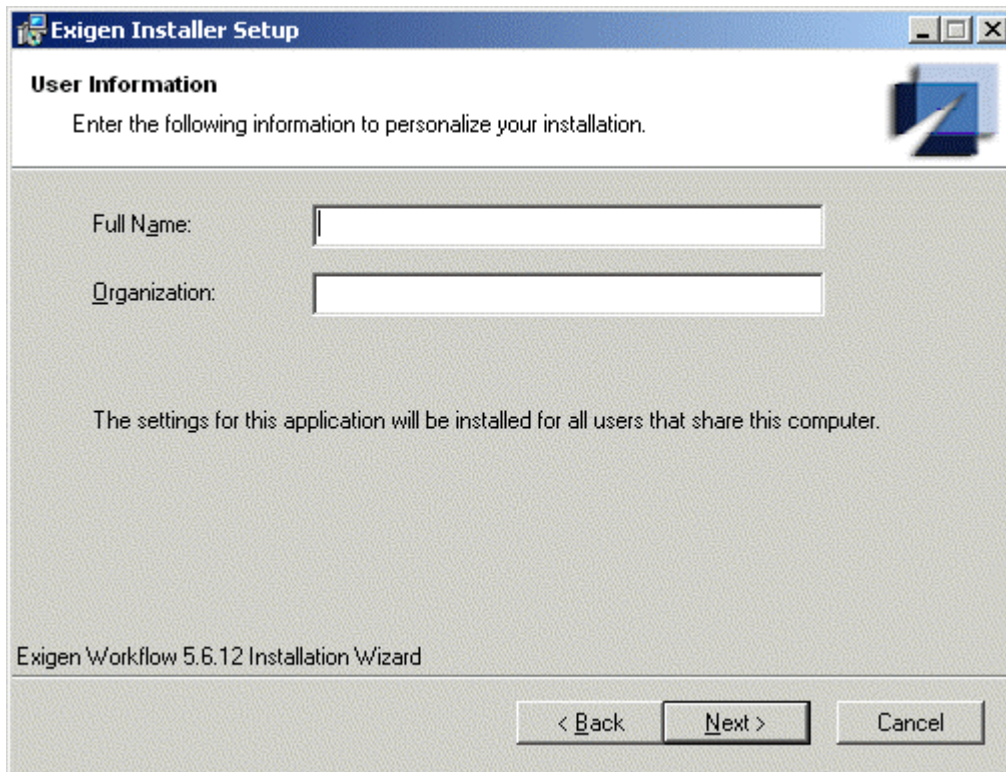 Exigen Installer Setup
User Information
Enter the following information to personalize your installation.
Full Name:
Organization:
The settings for this application will be installed for all users that share this computer.
Exigen Workflow 5.6.12 Installation Wizard
< Back
Next >
Cancel